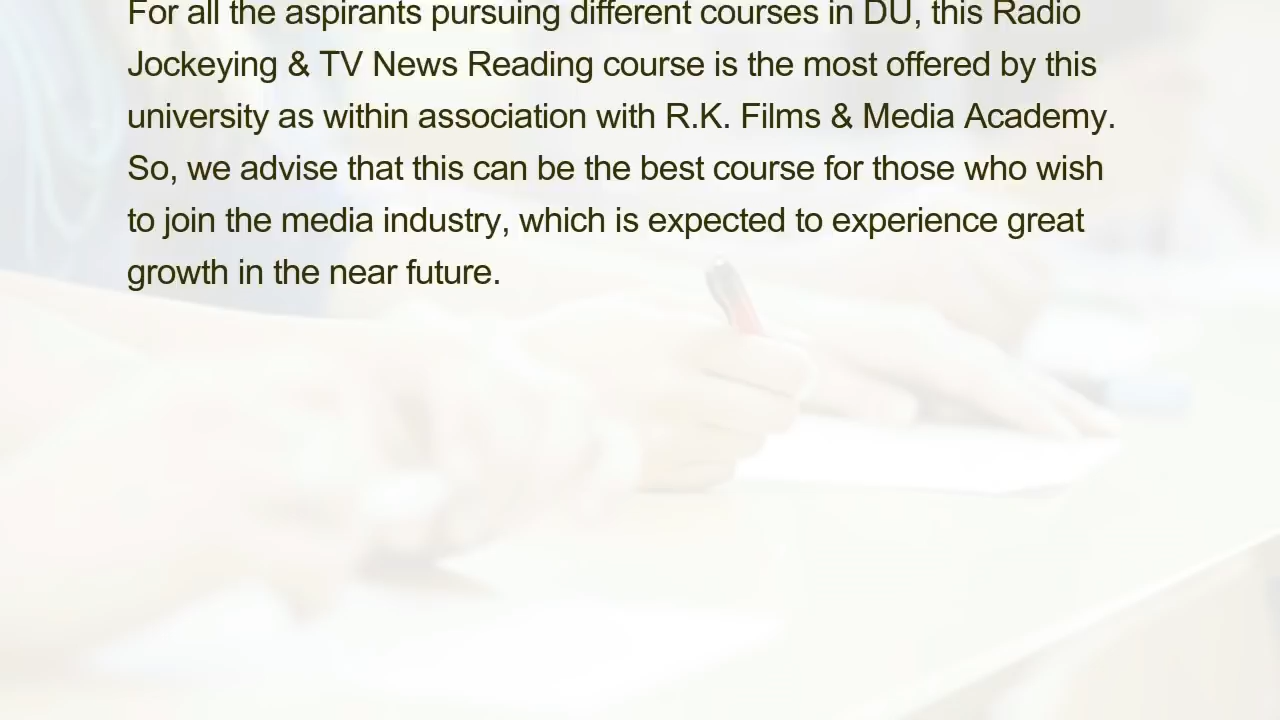 For all the aspirants pursuing different courses in DU, this Radio
Jockeying & TV News Reading course is the most offered by this
university as within association with R.K. Films & Media Academy.
So, we advise that this can be the best course for those who wish
to join the media industry, which is expected to experience great
growth in the near future.